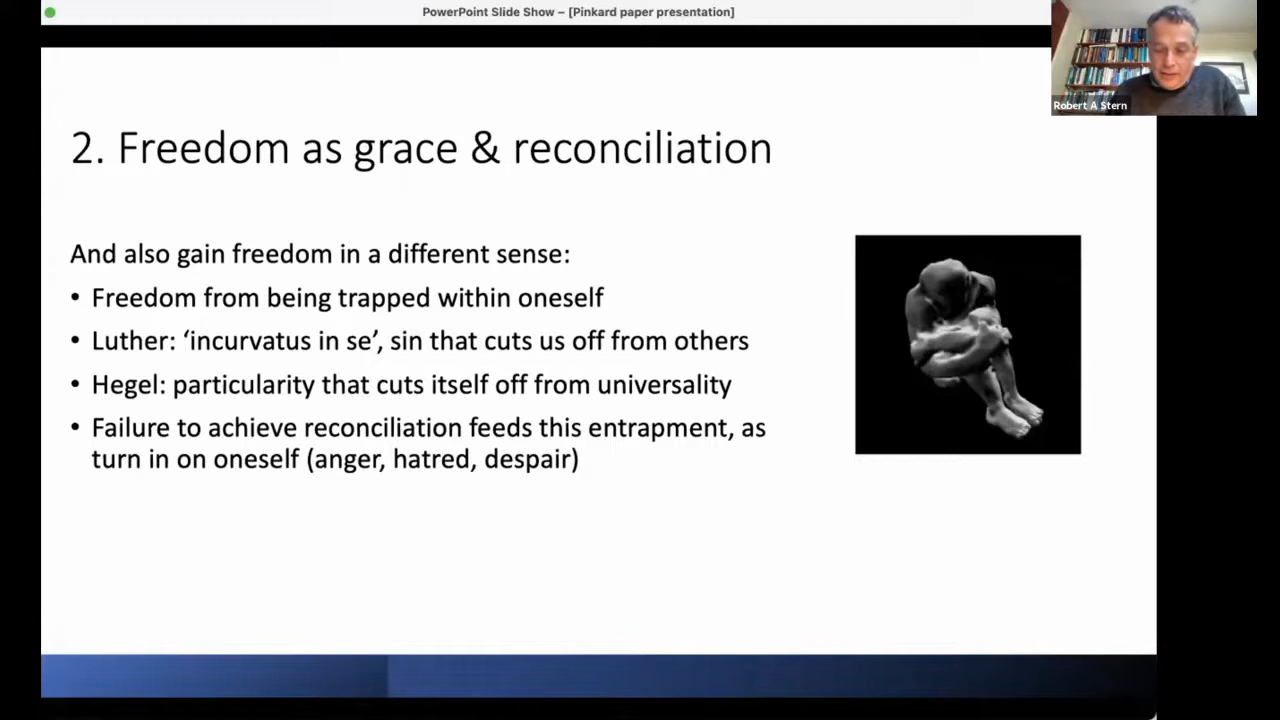 PowerPoint Slide Show – [Pinkard paper presentation]
Robert A Stern
2. Freedom as grace & reconciliation
And also gain freedom in a different sense:
• Freedom from being trapped within oneself
• Luther: ‘incurvatus in se’, sin that cuts us off from others
• Hegel: particularity that cuts itself off from universality
• Failure to achieve reconciliation feeds this entrapment, as
turn in on oneself (anger, hatred, despair)